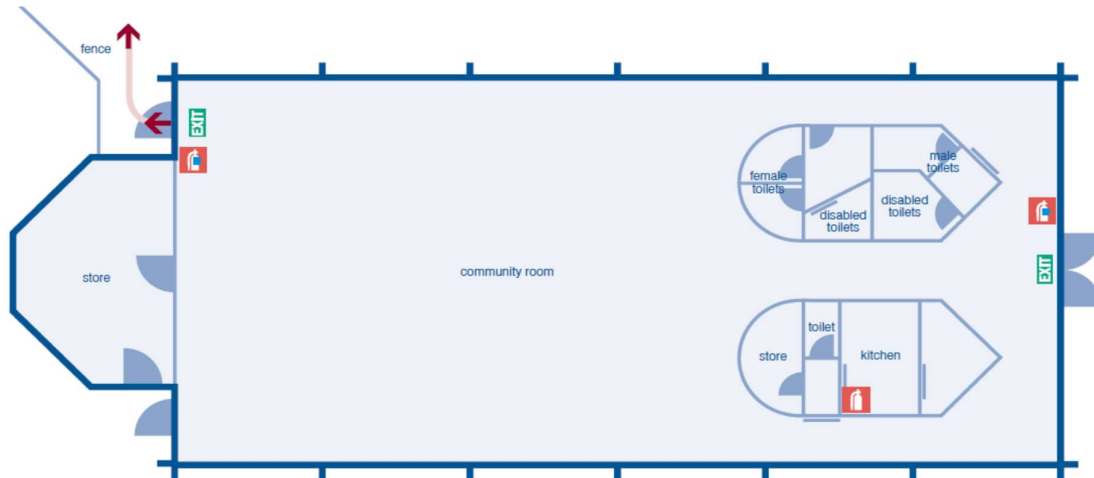 fence
EXIT
female
toilets
male
toilets
disabled
toilets
disabled
toilets
store
community room
EXIT
toilet
store
kitchen